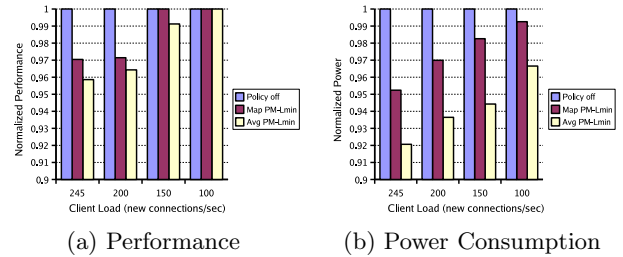 Normalized Performance
1
0.99
0.98
0.97
0.96
0.95
0.94
0.93
0.92
0.91
0.9
245 200 150 100
Client Load (new connections/sec)
Policy off
Map PM-Lmin
Avg PM-Lmin
(a) Performance
Normalized Power
1
0.99
0.98
0.97
0.96
0.95
0.94
0.93
0.92
0.91
0.9
245 200 150 100
Client Load (new connections/sec)
Policy off
Map PM-Lmin
Avg PM-Lmin
(b) Power Consumption